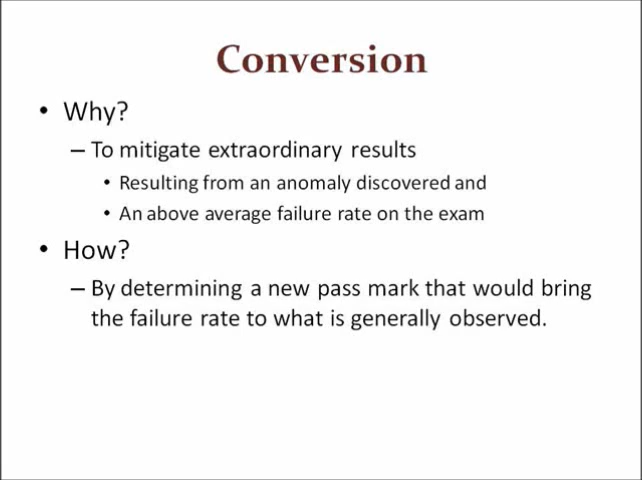 Conversion
• Why?
– To mitigate extraordinary results
• Resulting from an anomaly discovered and
• An above average failure rate on the exam
• How?
– By determining a new pass mark that would bring
the failure rate to what is generally observed.